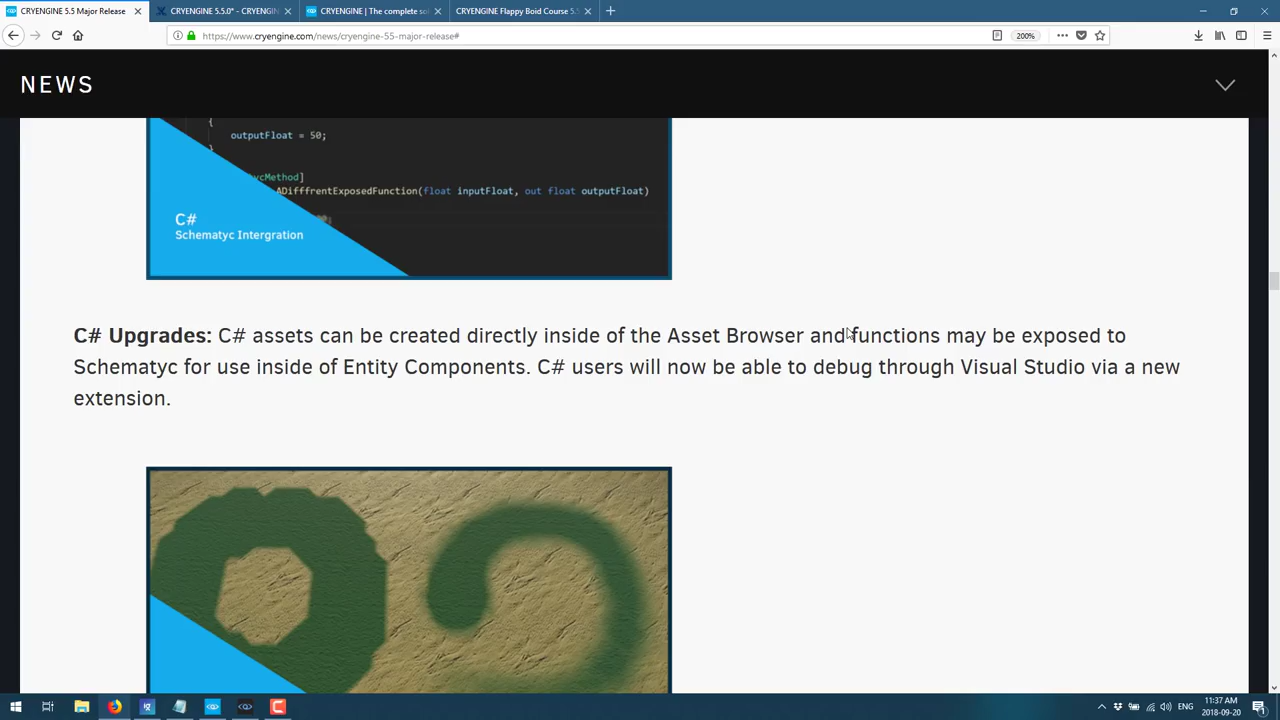 CRYENGINE 5.5 Major Release
CRYENGINE 5.5.0* - CRYENGIN
CRYENGINE | The complete sol
CRYENGINE Flappy Boid Course 5.5
https://www.cryengine.com/news/cryengine-55-major-release#
200%
NEWS
{
outputFloat = 50;
ycMethod]
ADifffrentExposedFunction(float inputFloat, out float outputFloat)
C#
Schematyc Intergration
C# Upgrades: C# assets can be created directly inside of the Asset Browser and functions may be exposed to
Schematyc for use inside of Entity Components. C# users will now be able to debug through Visual Studio via a new
extension.
ENG
11:37 AM
2018-09-20